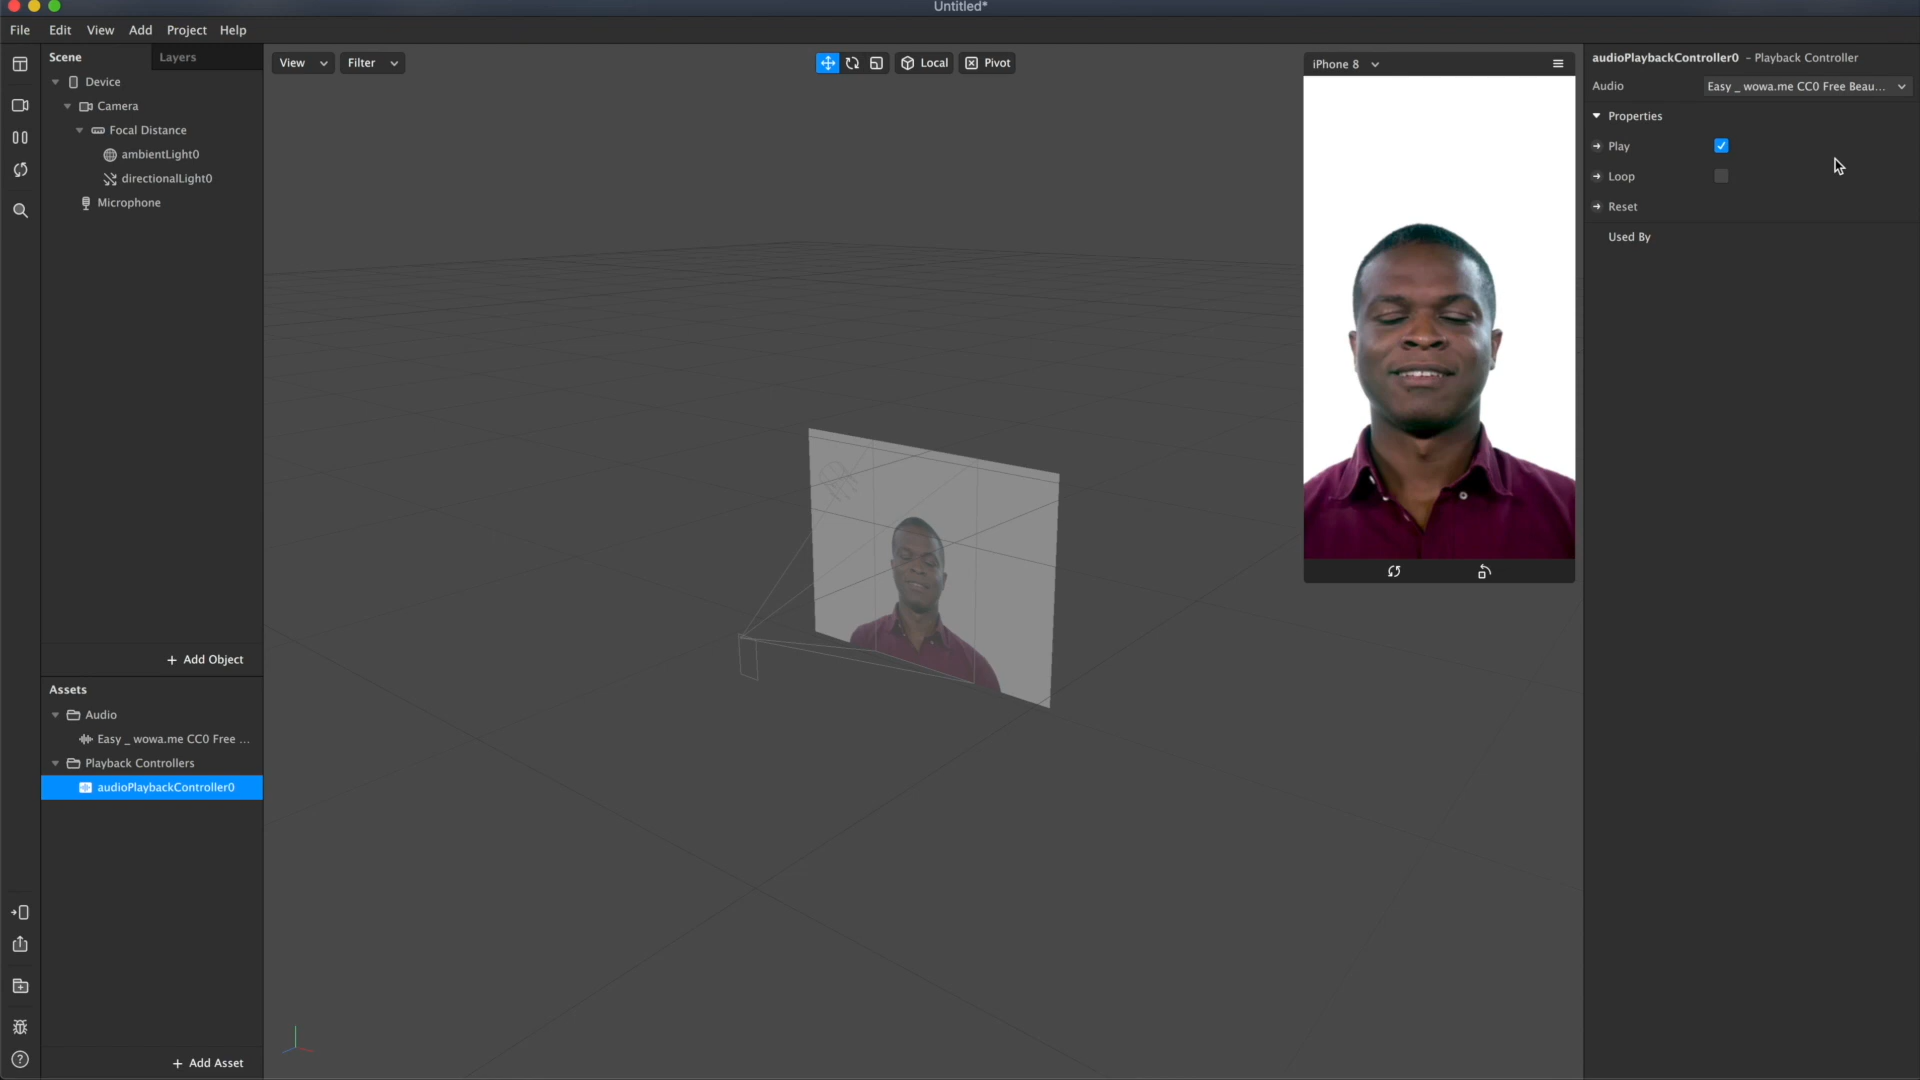 Untitled*
File Edit View Add Project Help
Scene Layers
Device
Camera
Focal Distance
ambientLight0
directionalLight0
Microphone
+ Add Object
Assets
Audio
Easy _ wowa.me CC0 Free ...
Playback Controllers
audioPlaybackController0
+ Add Asset
View Filter
Local Pivot
iPhone 8
audioPlaybackController0 - Playback Controller
Audio Easy _ wowa.me CC0 Free Beau...
Properties
Play
Loop
Reset
Used By